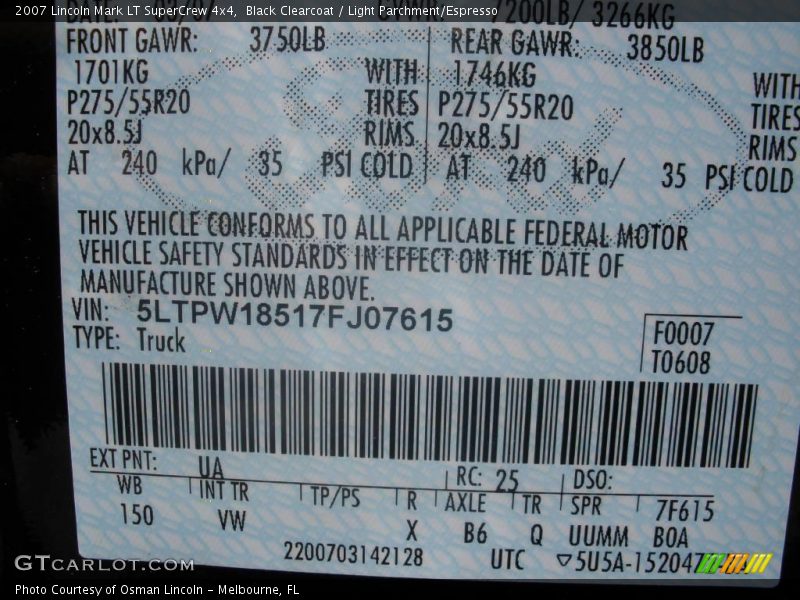 2007 Lincoln Mark LT SuperCrew 4x4, Black Clearcoat / Light Parchment/Espresso
DATE: 7200LB/ 3266KG
FRONT GAWR: 3750LB REAR GAWR: 3850LB
1701KG WITH 1746KG WITH
P275/55R20 TIRES P275/55R20 TIRES
20x8.5J RIMS 20x8.5J RIMS
AT 240 kPa/ 35 PSI COLD AT 240 kPa/ 35 PSI COLD
THIS VEHICLE CONFORMS TO ALL APPLICABLE FEDERAL MOTOR
VEHICLE SAFETY STANDARDS IN EFFECT ON THE DATE OF
MANUFACTURE SHOWN ABOVE.
VIN: 5LTPW18517FJ07615
TYPE: Truck
F0007
T0608
EXT PNT: UA RC: 25 DSO:
WB INT TR TP/PS R AXLE TR SPR 7F615
150 VW X B6 Q UUMM BOA
2200703142128 UTC ▽5U5A-152047
GTCARLOT.COM
Photo Courtesy of Osman Lincoln - Melbourne, FL